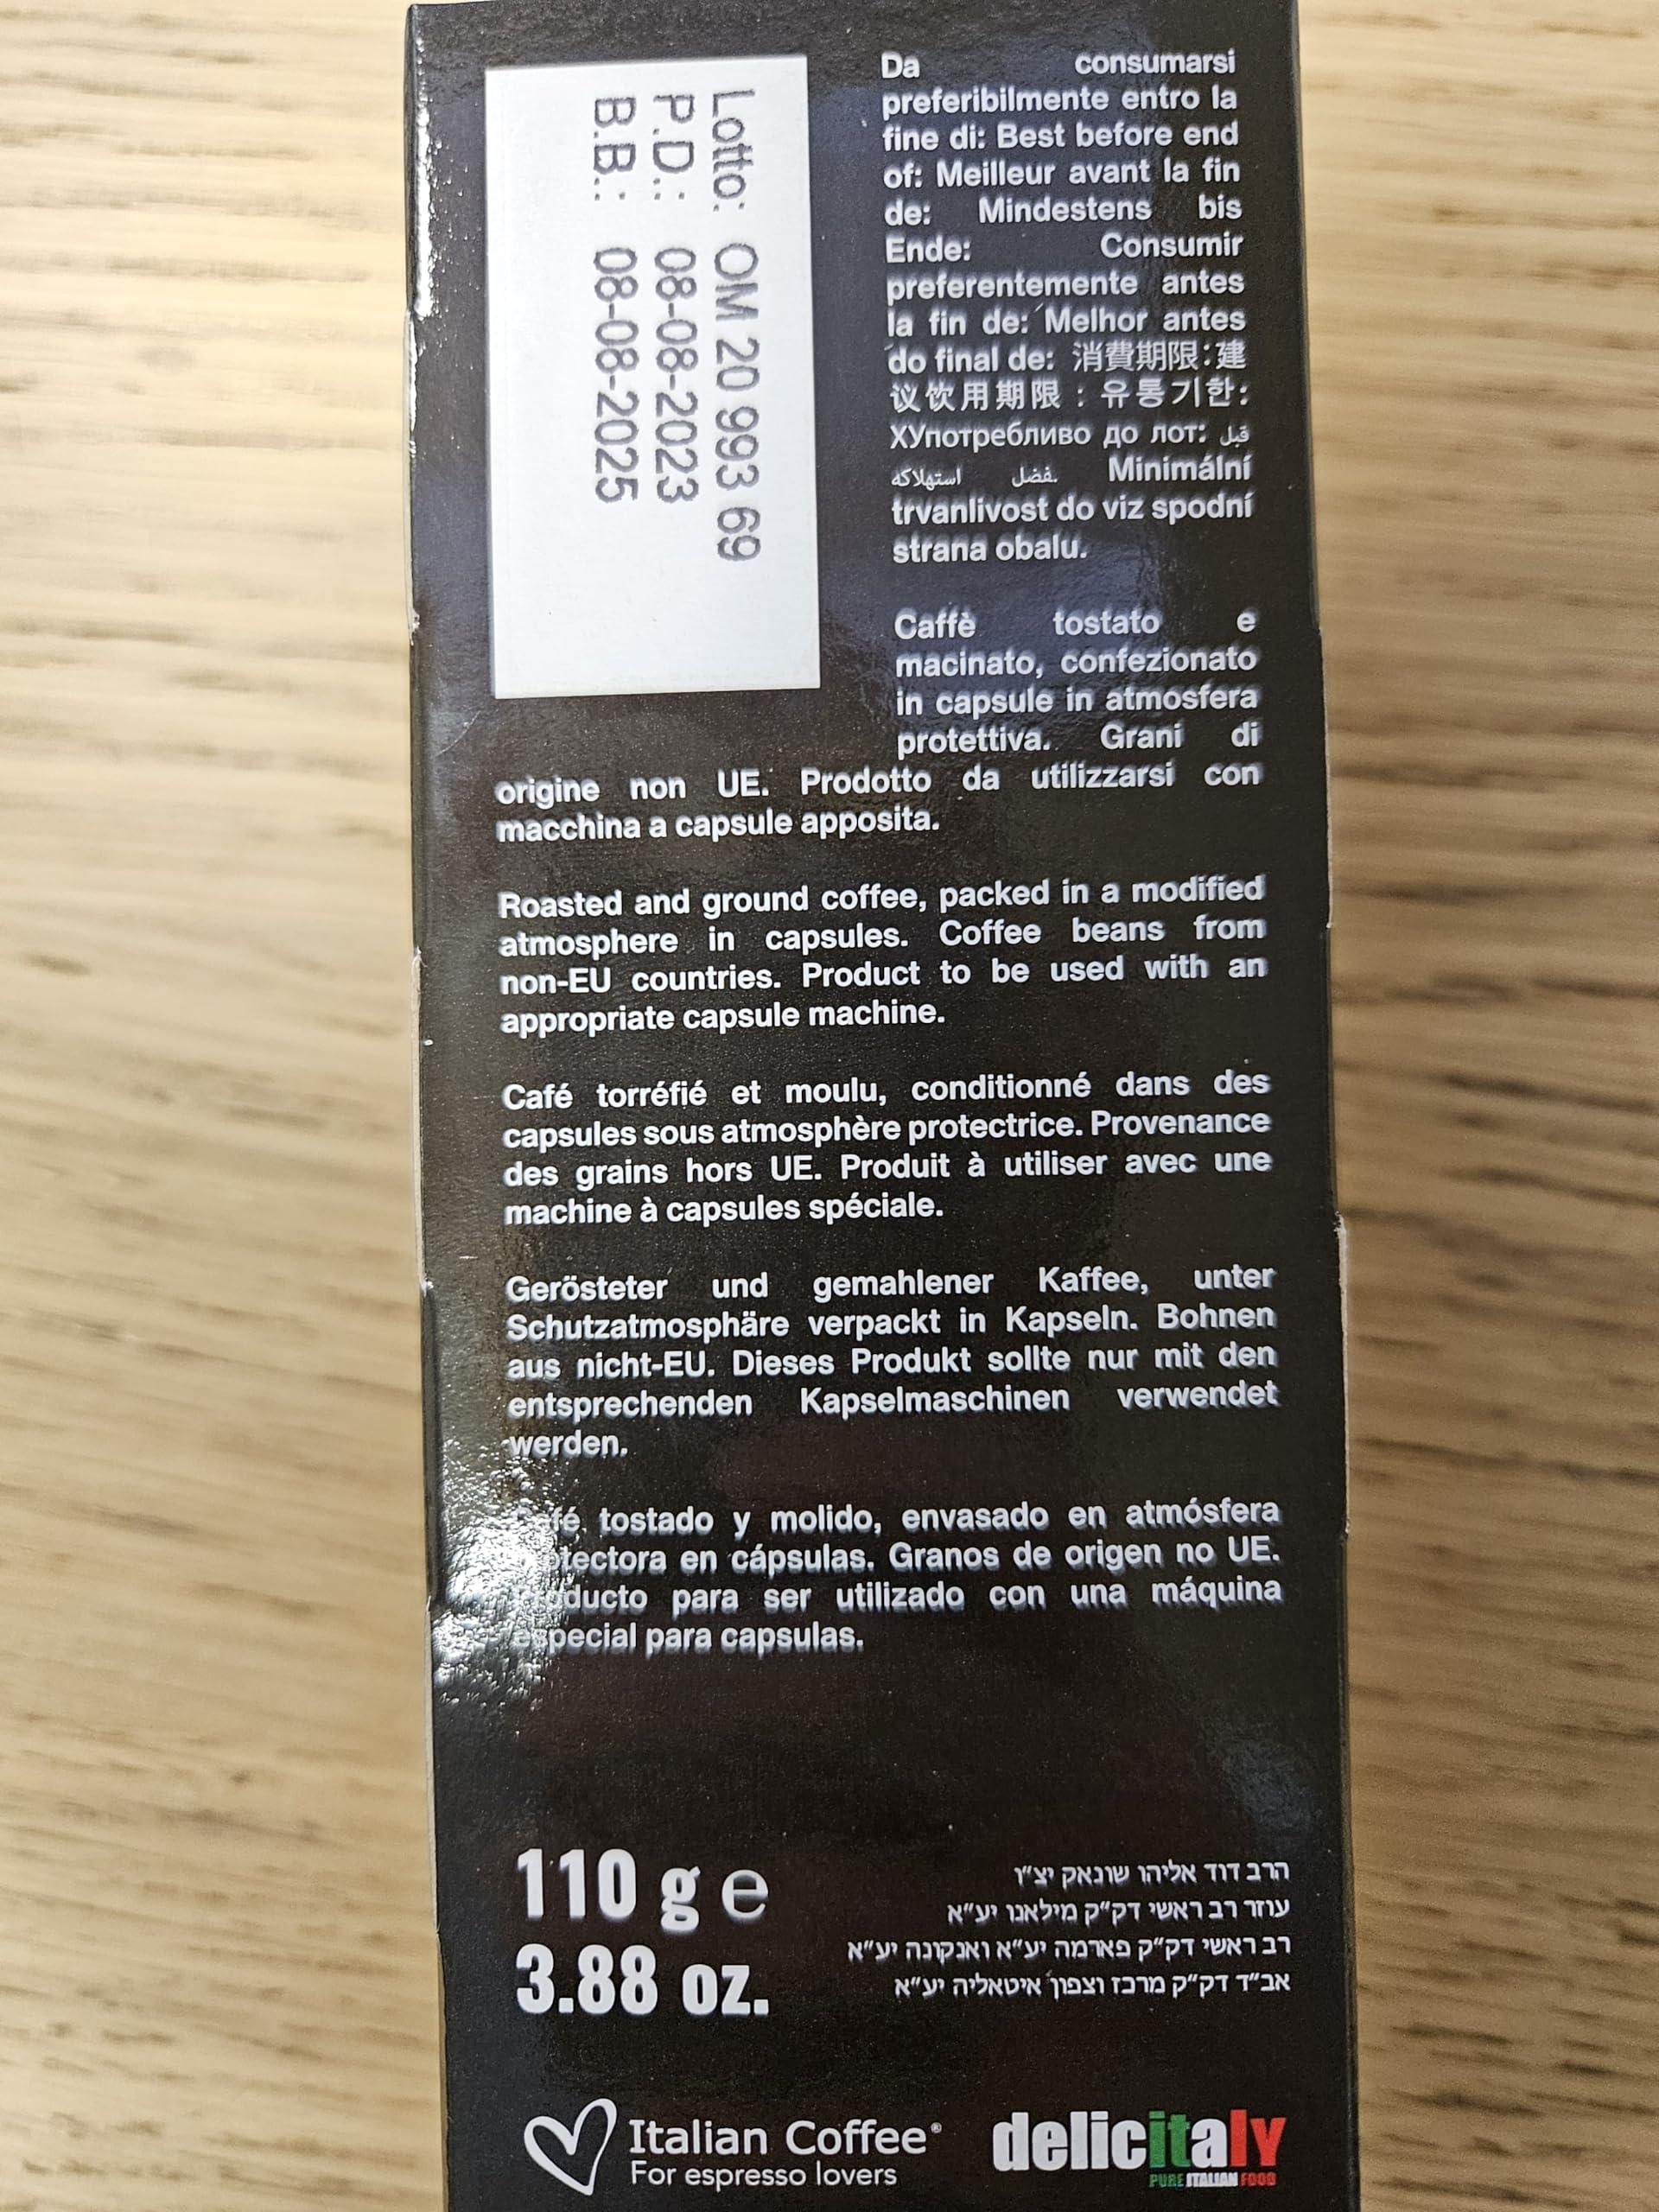 Lotto: OM 20 993 69
P.D.: 08-08-2023
B.B.: 08-08-2025
Da consumarsi
preferibilmente entro la
fine di: Best before end
of: Meilleur avant la fin
de: Mindestens bis
Ende: Consumir
preferentemente antes
la fin de: Melhor antes
do final de: 消費期限:建
议饮用期限:유통기한:
ХУпотребливо до лот: قبل
استهلاكه يفضل. Minimální
trvanlivost do viz spodní
strana obalu.
Caffè tostato e
macinato, confezionato
in capsule in atmosfera
protettiva. Grani di
origine non UE. Prodotto da utilizzarsi con
macchina a capsule apposita.
Roasted and ground coffee, packed in a modified
atmosphere in capsules. Coffee beans from
non-EU countries. Product to be used with an
appropriate capsule machine.
Café torréfié et moulu, conditionné dans des
capsules sous atmosphère protectrice. Provenance
des grains hors UE. Produit à utiliser avec une
machine à capsules spéciale.
Gerösteter und gemahlener Kaffee, unter
Schutzatmosphäre verpackt in Kapseln. Bohnen
aus nicht-EU. Dieses Produkt sollte nur mit den
entsprechenden Kapselmaschinen verwendet
werden.
Café tostado y molido, envasado en atmósfera
protectora en cápsulas. Granos de origen no UE.
Producto para ser utilizado con una máquina
especial para capsulas.
110 g e
3.88 oz.
הרב דוד אליהו שונאק יצ"ו
עוזר רב ראשי דק"ק מילאנו יע"א
רב ראשי דק"ק פארמה יע"א ואנקונה יע"א
אב"ד דק"ק מרכז וצפון איטאליה יע"א
Italian Coffee®
For espresso lovers
delicitaly
PURE ITALIAN FOOD